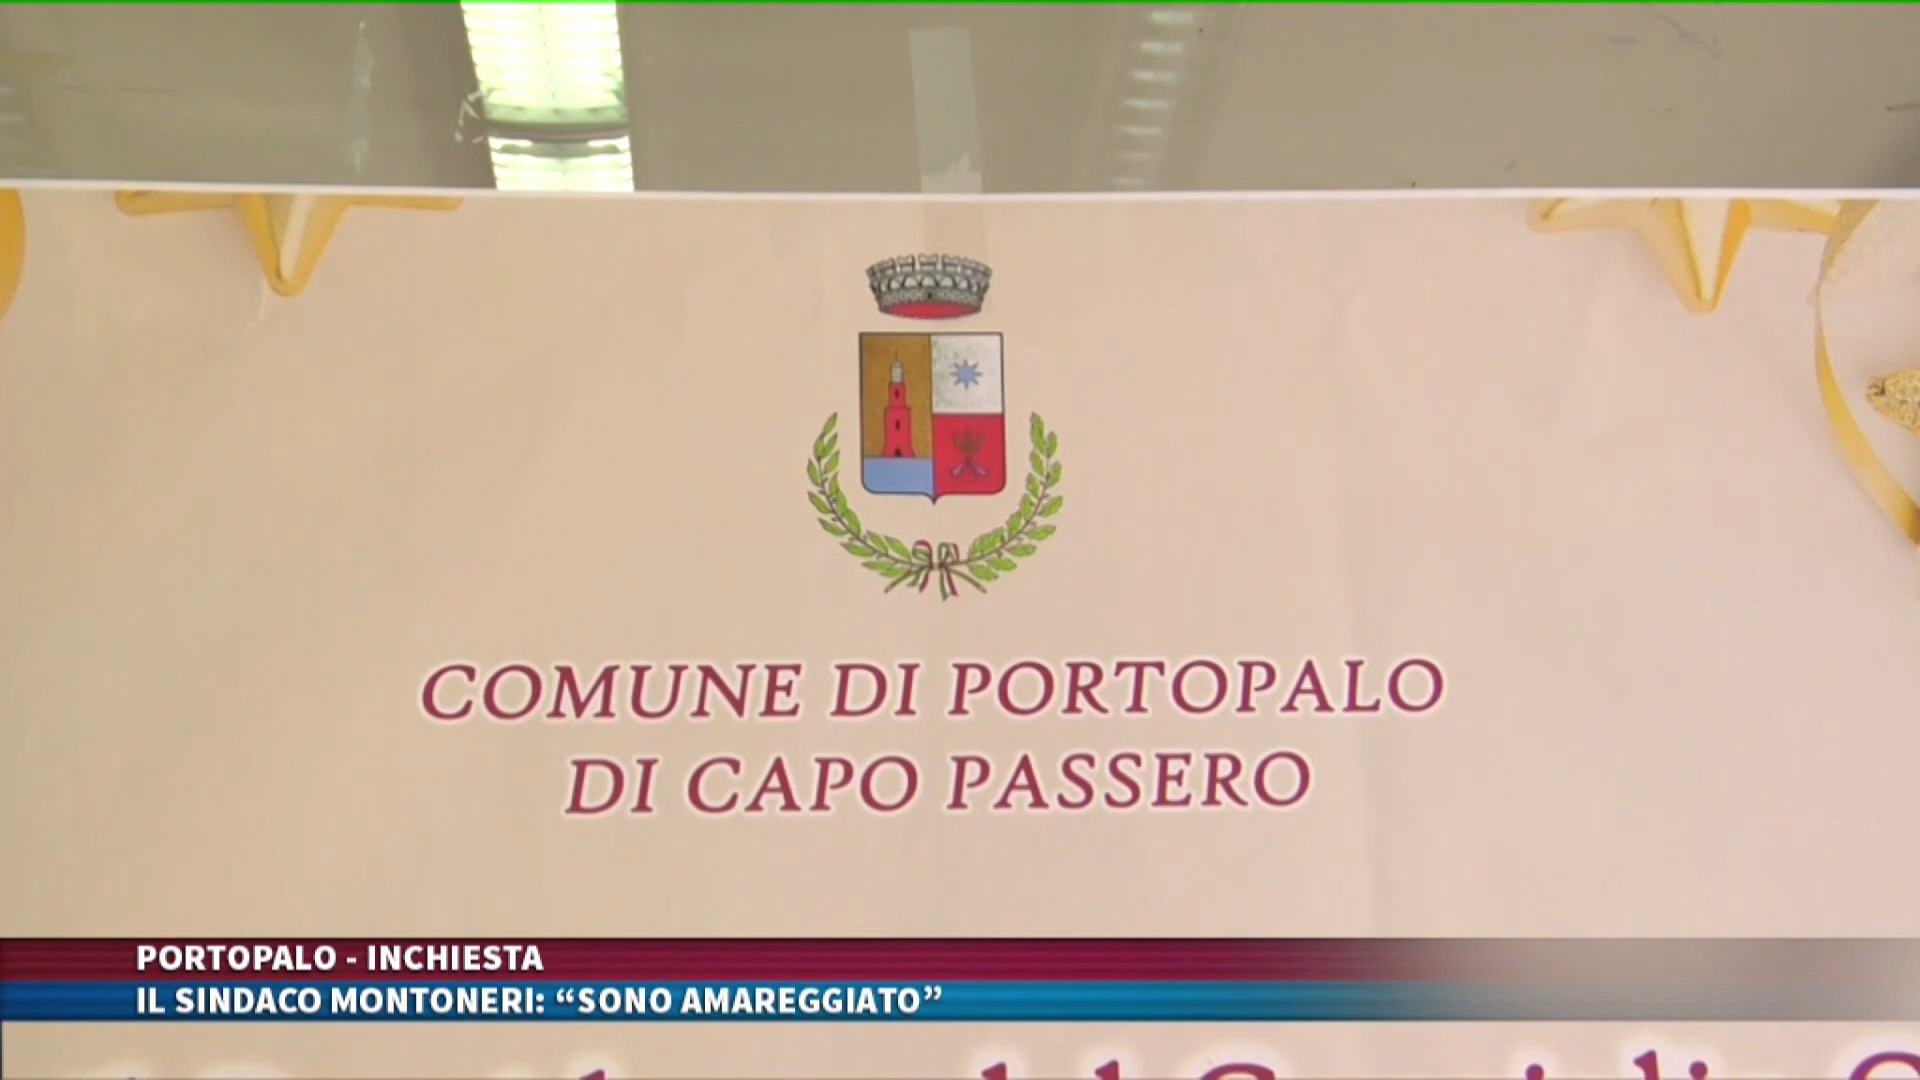 COMUNE DI PORTOPALO
DI CAPO PASSERO
PORTOPALO - INCHIESTA
IL SINDACO MONTONERI: “SONO AMAREGGIATO”